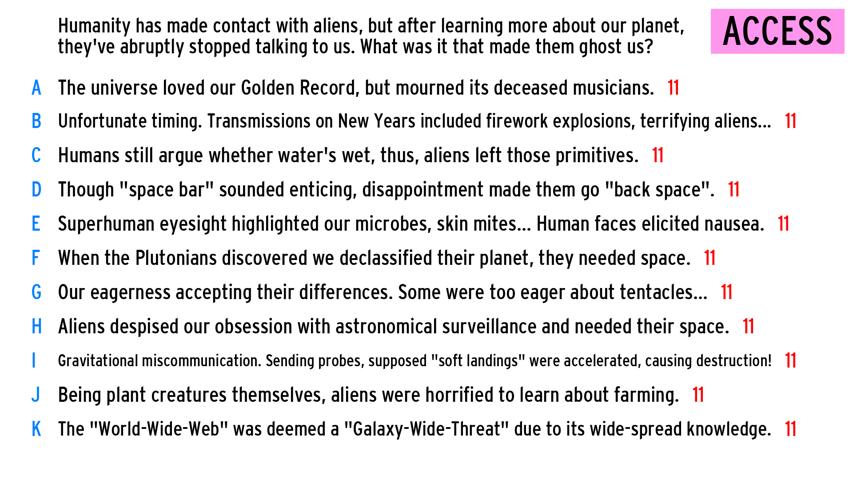 Humanity has made contact with aliens, but after learning more about our planet,
they've abruptly stopped talking to us. What was it that made them ghost us?
ACCESS
A The universe loved our Golden Record, but mourned its deceased musicians. 11
B Unfortunate timing. Transmissions on New Years included firework explosions, terrifying aliens... 11
C Humans still argue whether water's wet, thus, aliens left those primitives. 11
D Though "space bar" sounded enticing, disappointment made them go "back space". 11
E Superhuman eyesight highlighted our microbes, skin mites... Human faces elicited nausea. 11
F When the Plutonians discovered we declassified their planet, they needed space. 11
G Our eagerness accepting their differences. Some were too eager about tentacles... 11
H Aliens despised our obsession with astronomical surveillance and needed their space. 11
I Gravitational miscommunication. Sending probes, supposed "soft landings" were accelerated, causing destruction! 11
J Being plant creatures themselves, aliens were horrified to learn about farming. 11
K The "World-Wide-Web" was deemed a "Galaxy-Wide-Threat" due to its wide-spread knowledge. 11